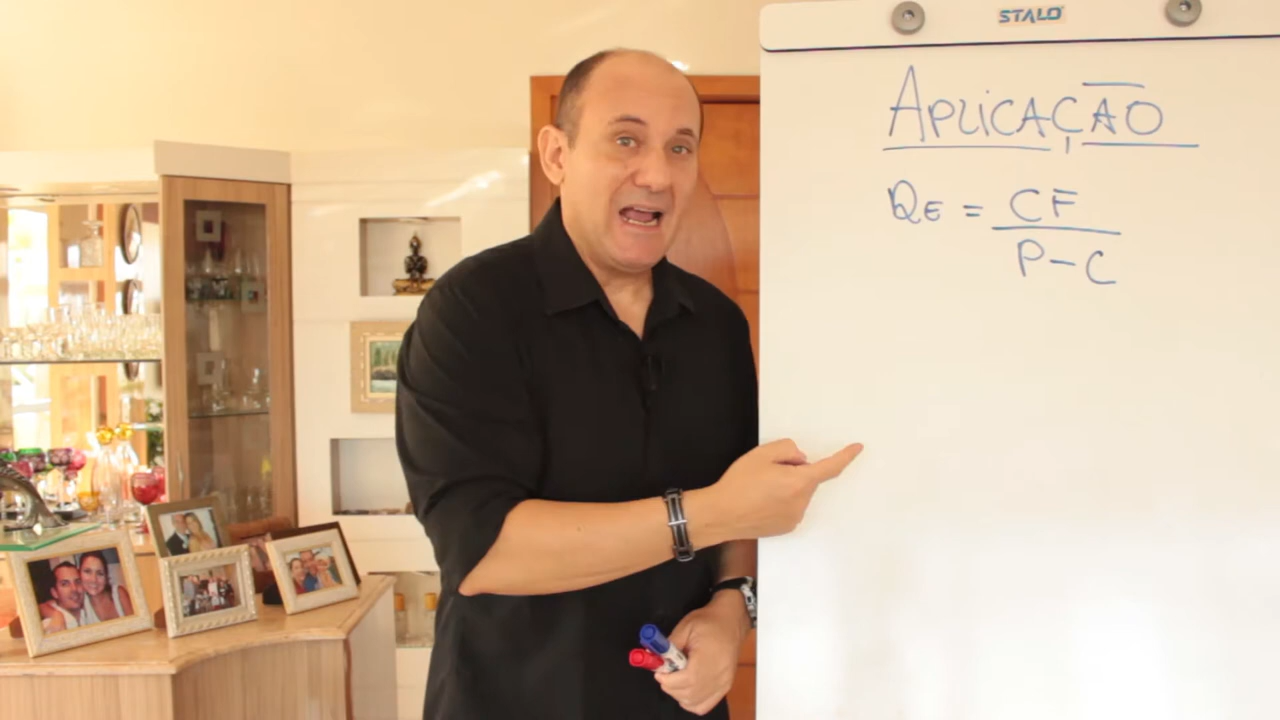 STALO
APLICAÇÃO
QE = CF
P-C